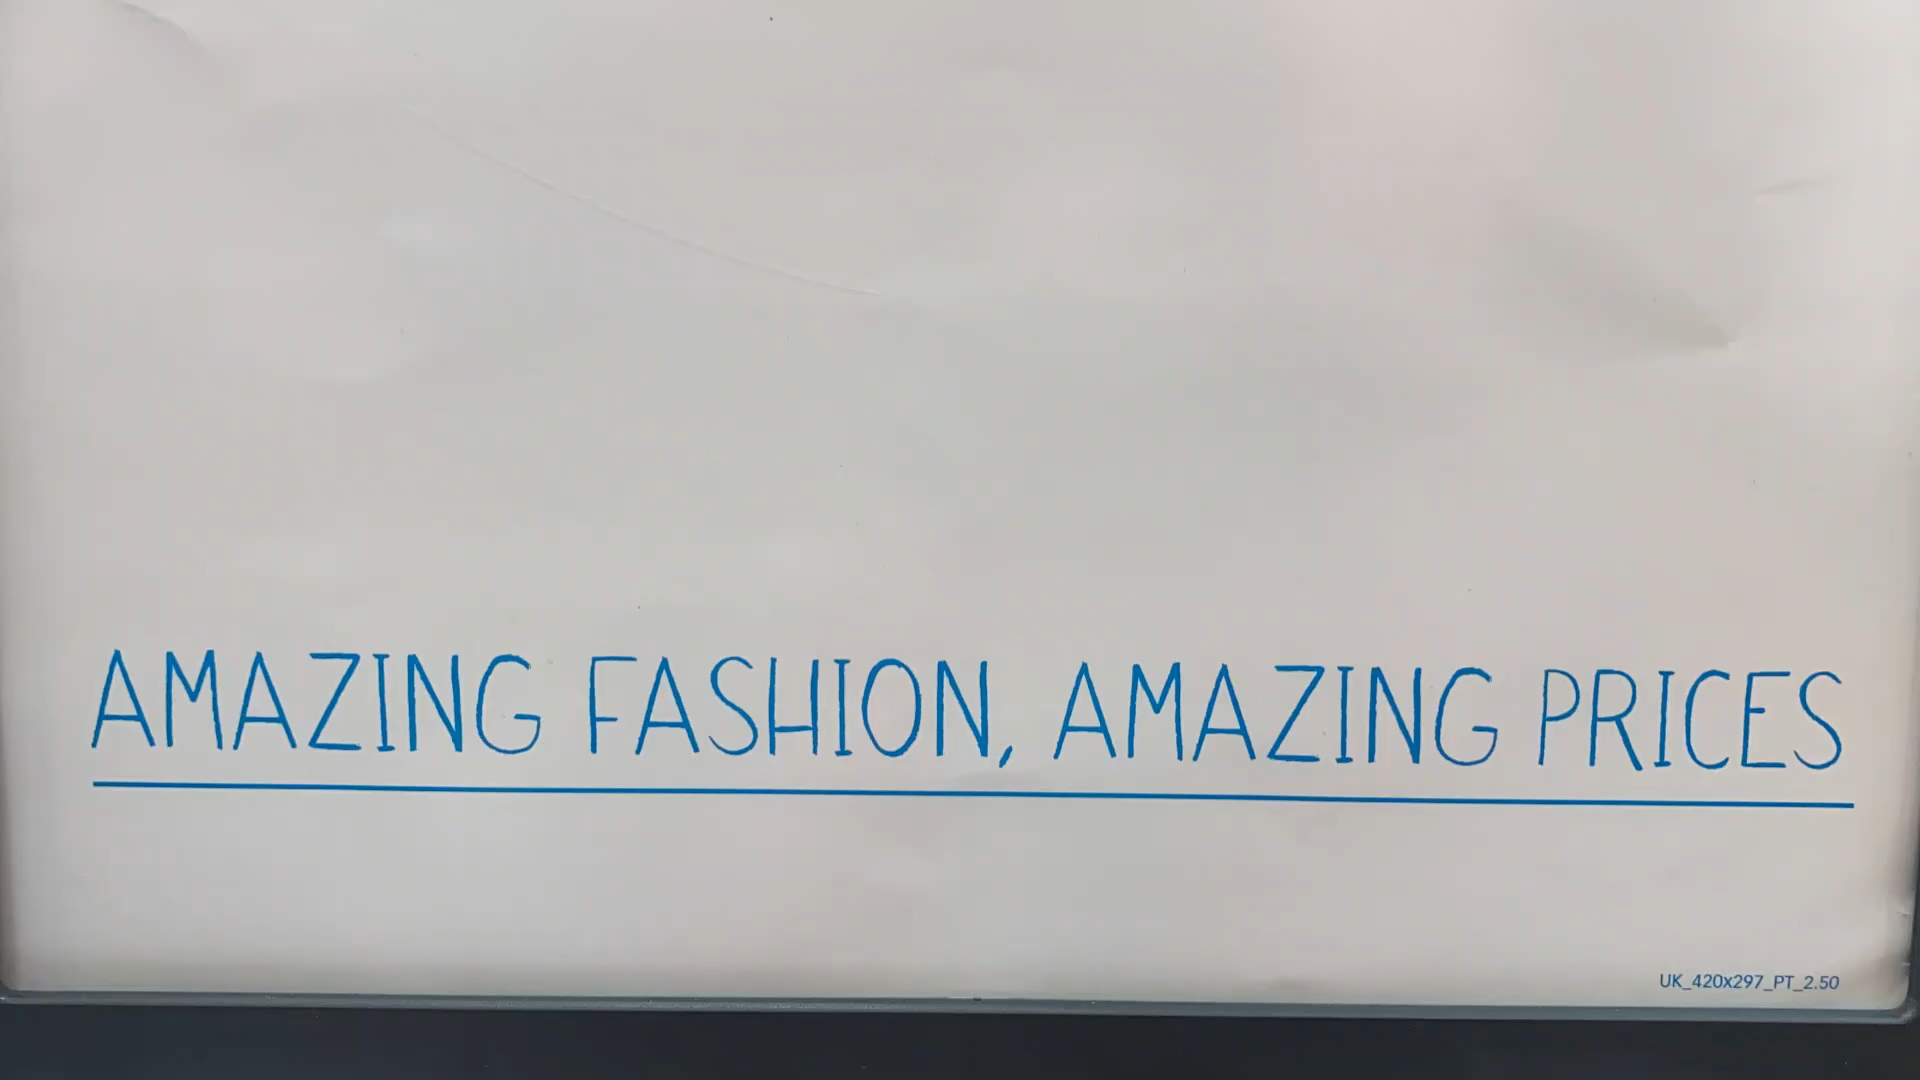 AMAZING FASHION, AMAZING PRICES
UK_420x297_PT_2.50